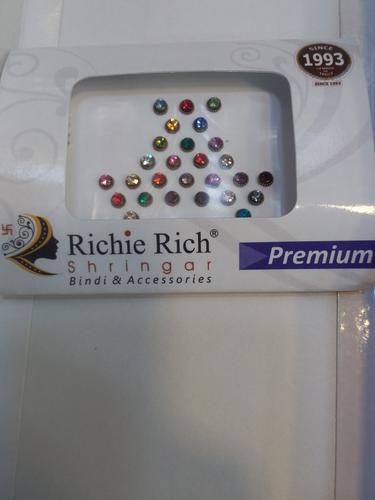 SINCE
1993
SINCE 1993
Richie Rich®
Shringar
Bindi & Accessories
Premium